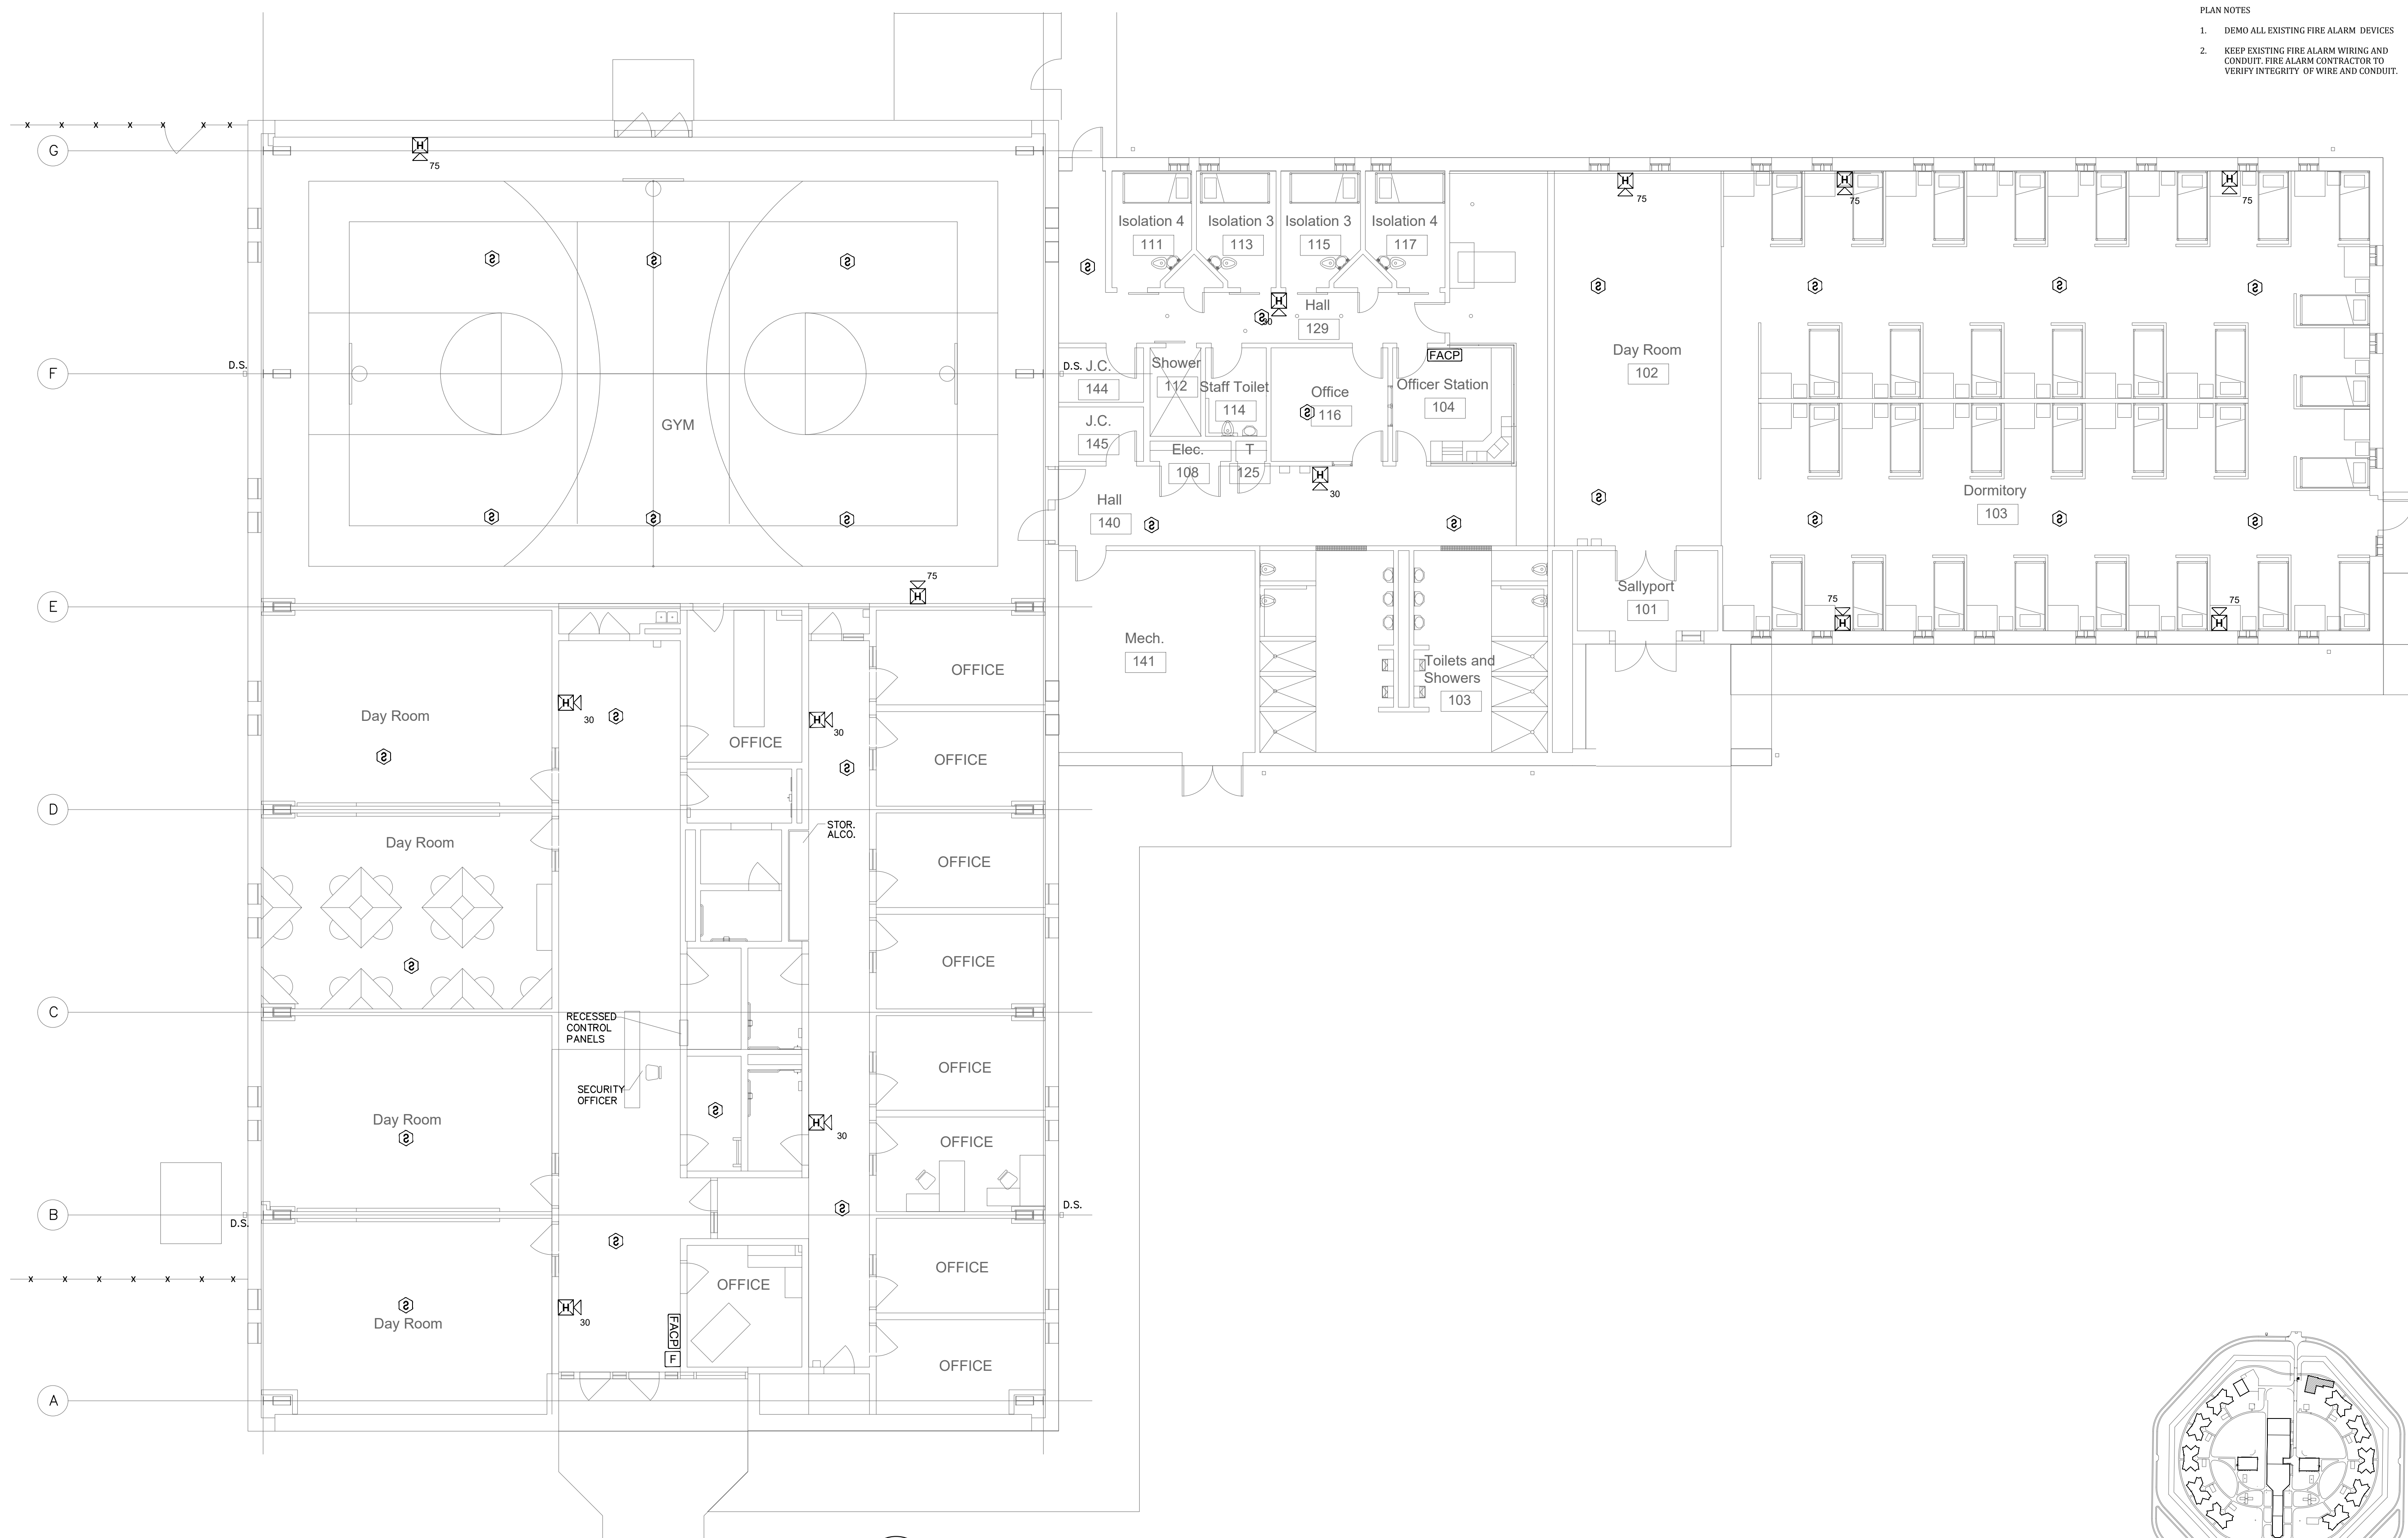 PLAN NOTES
1. DEMO ALL EXISTING FIRE ALARM DEVICES
2. KEEP EXISTING FIRE ALARM WIRING AND
CONDUIT. FIRE ALARM CONTRACTOR TO
VERIFY INTEGRITY OF WIRE AND CONDUIT.
x x x x x x x
G
H
75
H
75
H
75
H
75
Isolation 4
111
Isolation 3
113
Isolation 3
115
Isolation 4
117
S
S
S
S
S
S
S
S
H
S
30
Hall
129
D.S.
F
D.S.
J.C.
144
Shower
112
Staff Toilet
114
Office
S
116
FACP
Officer Station
104
Day Room
102
GYM
J.C.
145
Elec.
108
T
125
H
30
Hall
140
S
S
S
S
S
S
S
S
S
Dormitory
103
E
75
H
Sallyport
101
75
H
75
H
Mech.
141
Toilets and
Showers
103
Day Room
S
H
30
S
OFFICE
H
30
S
OFFICE
OFFICE
D
STOR.
ALCO.
Day Room
S
OFFICE
OFFICE
C
RECESSED
CONTROL
PANELS
SECURITY
OFFICER
OFFICE
Day Room
S
S
H
30
OFFICE
B
D.S.
D.S.
S
S
x x x x x x x
OFFICE
OFFICE
S
Day Room
H
30
FACP
F
OFFICE
A